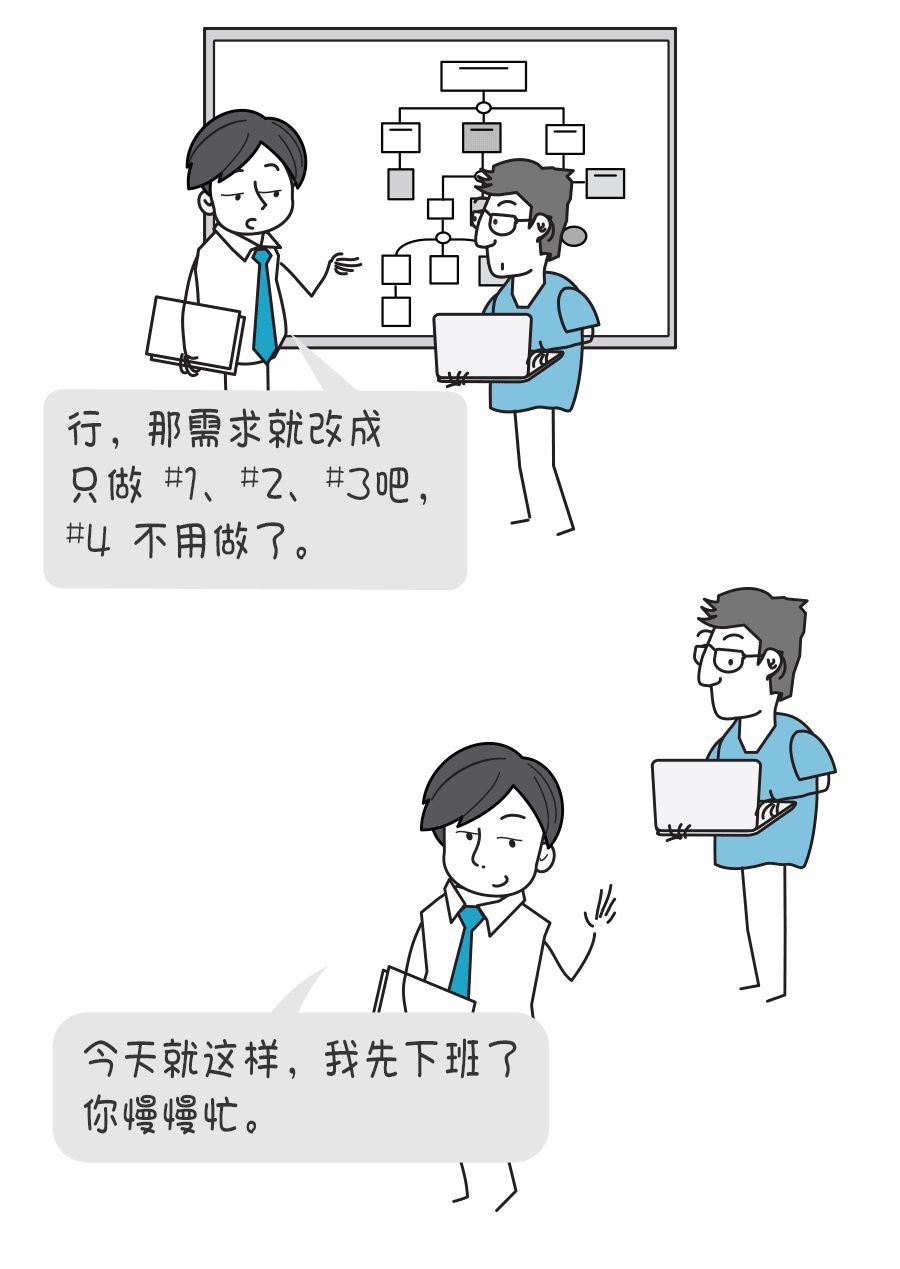 行，那需求就改成
只做 #1、#2、#3吧，
#4 不用做了。
今天就这样，我先下班了
你慢慢忙。